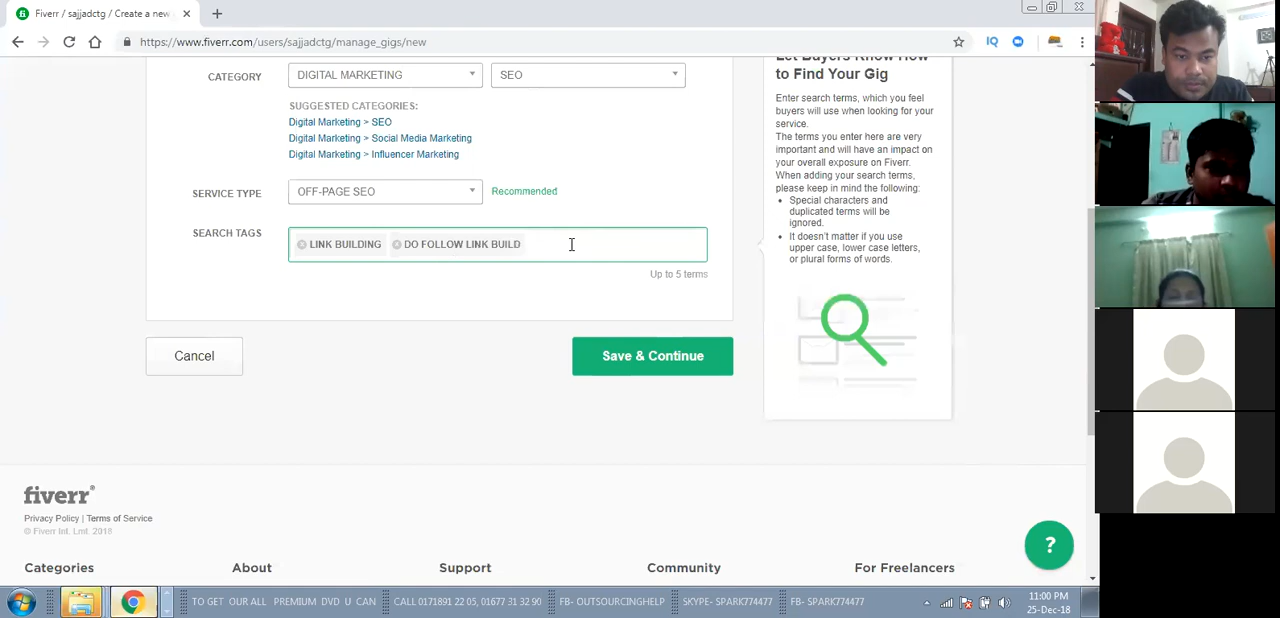 Fiverr / sajjadctg / Create a new
https://www.fiverr.com/users/sajjadctg/manage_gigs/new
IQ
CATEGORY
DIGITAL MARKETING
SEO
SUGGESTED CATEGORIES:
Digital Marketing > SEO
Digital Marketing > Social Media Marketing
Digital Marketing > Influencer Marketing
SERVICE TYPE
OFF-PAGE SEO
Recommended
SEARCH TAGS
LINK BUILDING
DO FOLLOW LINK BUILD
Up to 5 terms
Cancel
Save & Continue
Let Buyers Know How
to Find Your Gig
Enter search terms, which you feel
buyers will use when looking for your
service.
The terms you enter here are very
important and will have an impact on
your overall exposure on Fiverr.
When adding your search terms,
please keep in mind the following:
Special characters and
duplicated terms will be
ignored.
It doesn't matter if you use
upper case, lower case letters,
or plural forms of words.
fiverr®
Privacy Policy | Terms of Service
© Fiverr Int. Lmt. 2018
?
Categories
About
Support
Community
For Freelancers
TO GET OUR ALL PREMIUM DVD U CAN
CALL 0171891 22 05, 01677 31 32 90
FB- OUTSOURCINGHELP
SKYPE- SPARK774477
FB- SPARK774477
11:00 PM
25-Dec-18